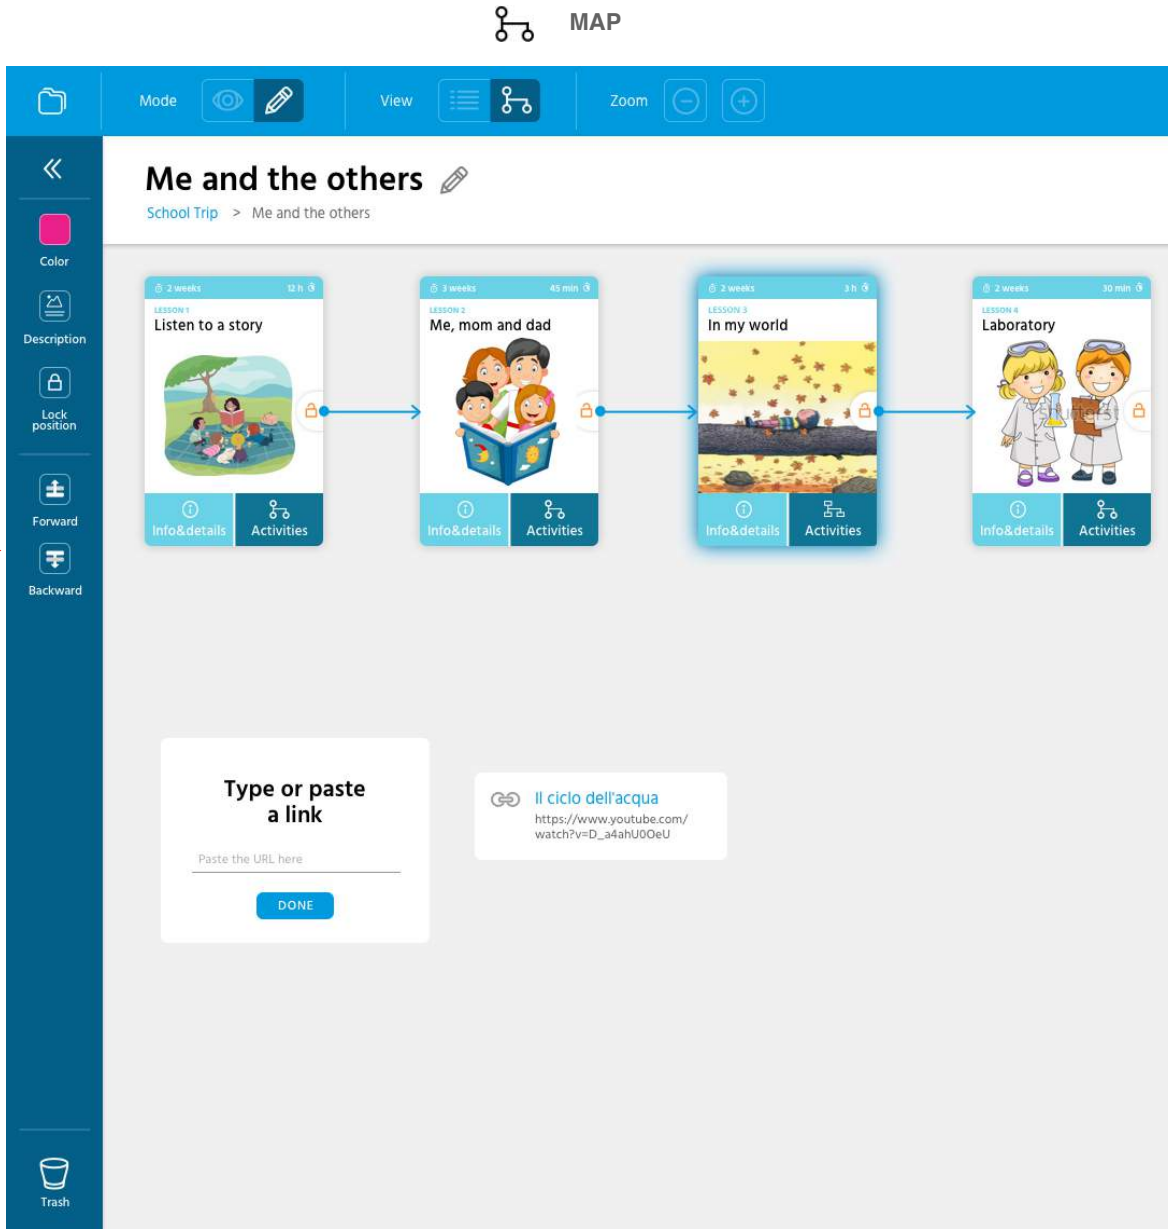 MAP
Mode
View
Zoom
Me and the others
School Trip > Me and the others
Color
Description
Lock
position
Forward
Backward
Trash
2 weeks 12 h
LESSON 1
Listen to a story
Info&details Activities
3 weeks 45 min
LESSON 2
Me, mom and dad
Info&details Activities
2 weeks 3 h
LESSON 3
In my world
Info&details Activities
2 weeks 30 min
LESSON 4
Laboratory
Info&details Activities
Type or paste
a link
Paste the URL here
DONE
Il ciclo dell'acqua
https://www.youtube.com/
watch?v=D_a4ahU0OeU